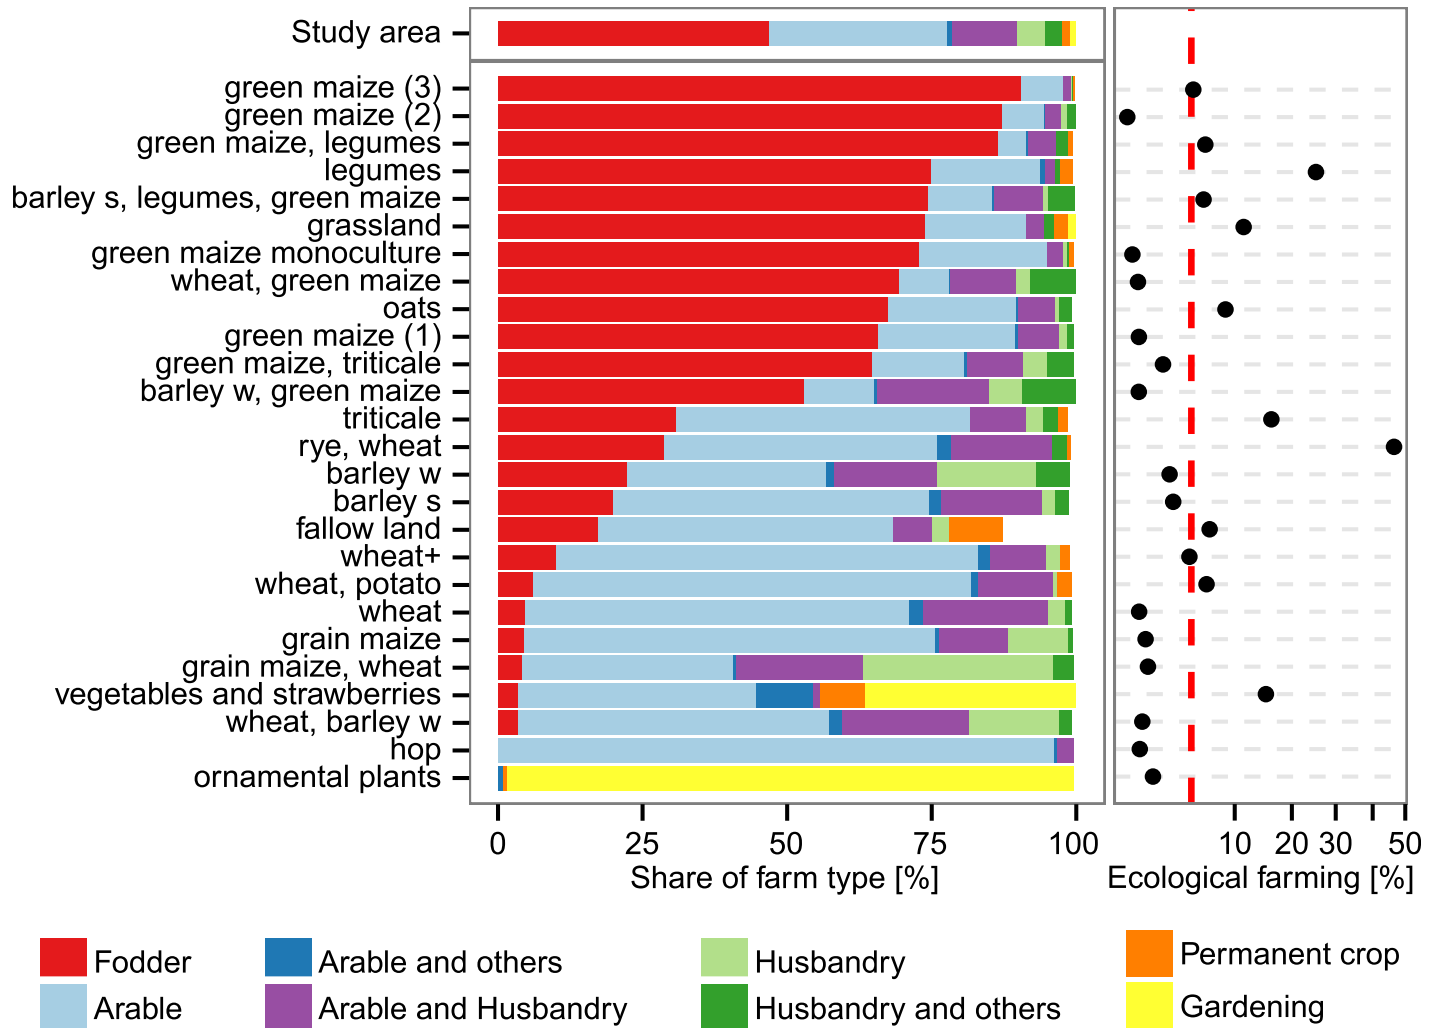 Study area
green maize (3)
green maize (2)
green maize, legumes
legumes
barley s, legumes, green maize
grassland
green maize monoculture
wheat, green maize
oats
green maize (1)
green maize, triticale
barley w, green maize
triticale
rye, wheat
barley w
barley s
fallow land
wheat+
wheat, potato
wheat
grain maize
grain maize, wheat
vegetables and strawberries
wheat, barley w
hop
ornamental plants
0 25 50 75 100
10 20 30 50
Share of farm type [%]
Ecological farming [%]
Fodder
Arable and others
Husbandry
Permanent crop
Arable
Arable and Husbandry
Husbandry and others
Gardening